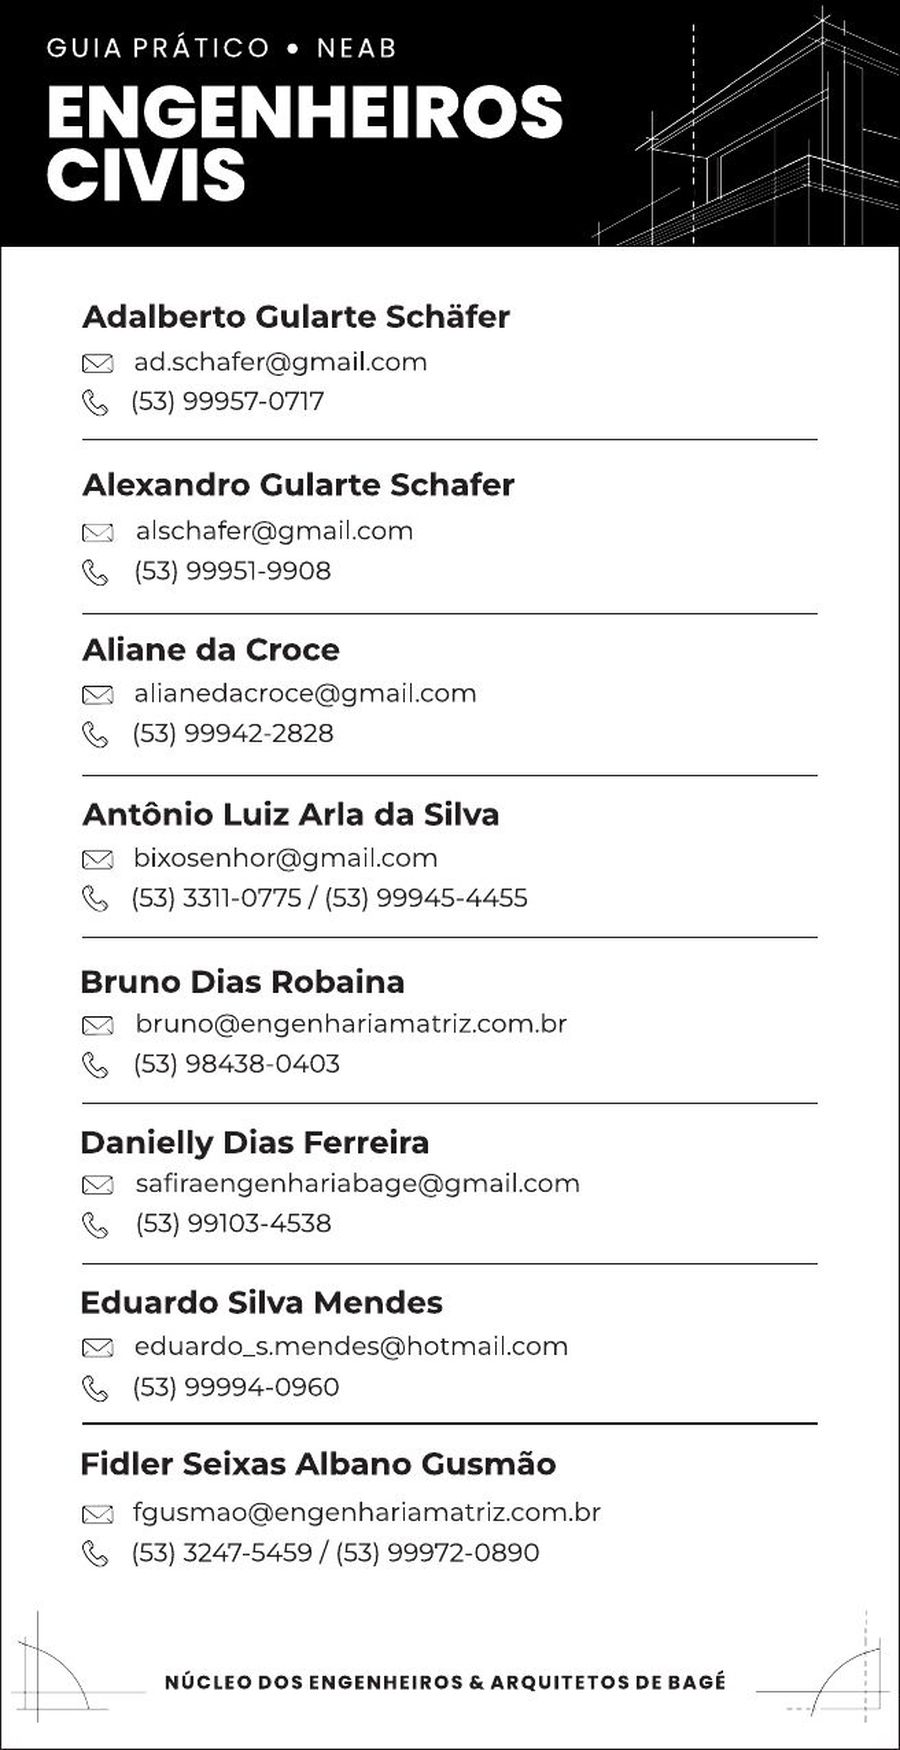 GUIA PRÁTICO • NEAB
ENGENHEIROS
CIVIS
Adalberto Gularte Schäfer
ad.schafer@gmail.com
(53) 99957-0717
Alexandro Gularte Schafer
alschafer@gmail.com
(53) 99951-9908
Aliane da Croce
alianedacroce@gmail.com
(53) 99942-2828
Antônio Luiz Arla da Silva
bixosenhor@gmail.com
(53) 3311-0775 / (53) 99945-4455
Bruno Dias Robaina
bruno@engenhariamatriz.com.br
(53) 98438-0403
Danielly Dias Ferreira
safiraengenhariabage@gmail.com
(53) 99103-4538
Eduardo Silva Mendes
eduardo_s.mendes@hotmail.com
(53) 99994-0960
Fidler Seixas Albano Gusmão
fgusmao@engenhariamatriz.com.br
(53) 3247-5459 / (53) 99972-0890
NÚCLEO DOS ENGENHEIROS & ARQUITETOS DE BAGÉ